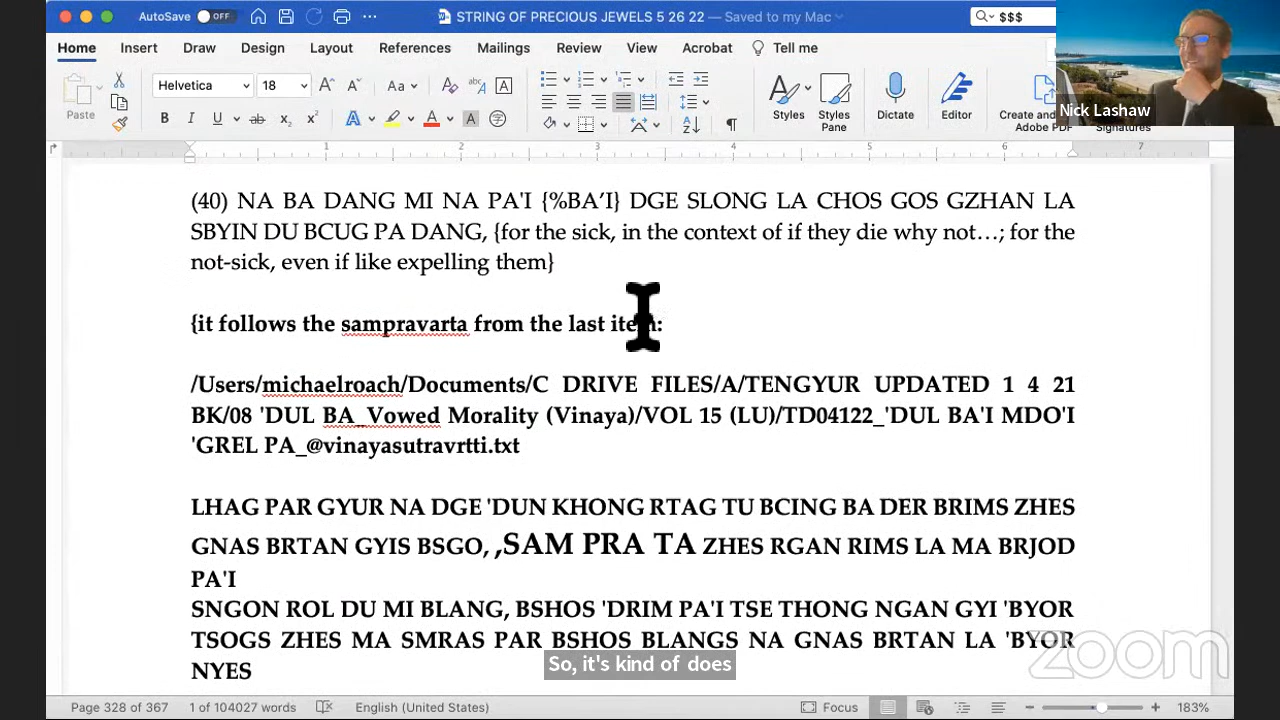 AutoSave OFF STRING OF PRECIOUS JEWELS 5 26 22 — Saved to my Mac $$$
Home Insert Draw Design Layout References Mailings Review View Acrobat Tell me
Nick Lashaw
Paste Helvetica 18 Aa Styles Styles Pane Dictate Editor Create and Adobe PDF Signatures
1 2 3 4 5 6 7
(40) NA BA DANG MI NA PA'I {%BA'I} DGE SLONG LA CHOS GOS GZHAN LA
SBYIN DU BCUG PA DANG, {for the sick, in the context of if they die why not…; for the
not-sick, even if like expelling them}
{it follows the sampravarta from the last item:
/Users/michaelroach/Documents/C DRIVE FILES/A/TENGYUR UPDATED 1 4 21
BK/08 'DUL BA_Vowed Morality (Vinaya)/VOL 15 (LU)/TD04122_'DUL BA'I MDO'I
'GREL PA_@vinayasutravrtti.txt
LHAG PAR GYUR NA DGE 'DUN KHONG RTAG TU BCING BA DER BRIMS ZHES
GNAS BRTAN GYIS BSGO, ,SAM PRA TA ZHES RGAN RIMS LA MA BRJOD
PA'I
SNGON ROL DU MI BLANG, BSHOS 'DRIM PA'I TSE THONG NGAN GYI 'BYOR
TSOGS ZHES MA SMRAS PAR BSHOS BLANGS NA GNAS BRTAN LA 'BYOR
NYES
So, it's kind of does
zoom
Page 328 of 367 1 of 104027 words English (United States) Focus 183%